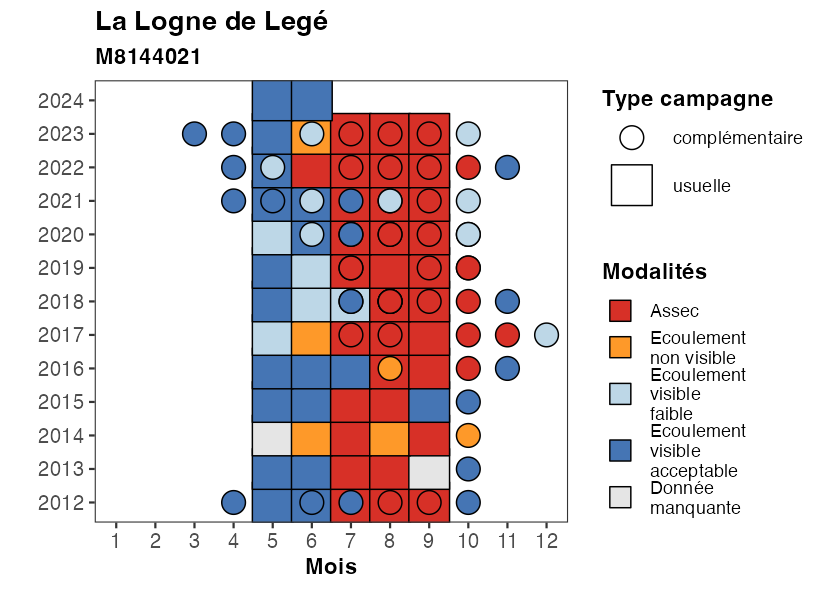 La Logne de Legé
M8144021
2024
2023
2022
2021
2020
2019
2018
2017
2016
2015
2014
2013
2012
1 2 3 4 5 6 7 8 9 10 11 12
Mois
Type campagne
complémentaire
usuelle
Modalités
Assec
Ecoulement
non visible
Ecoulement
visible
faible
Ecoulement
visible
acceptable
Donnée
manquante